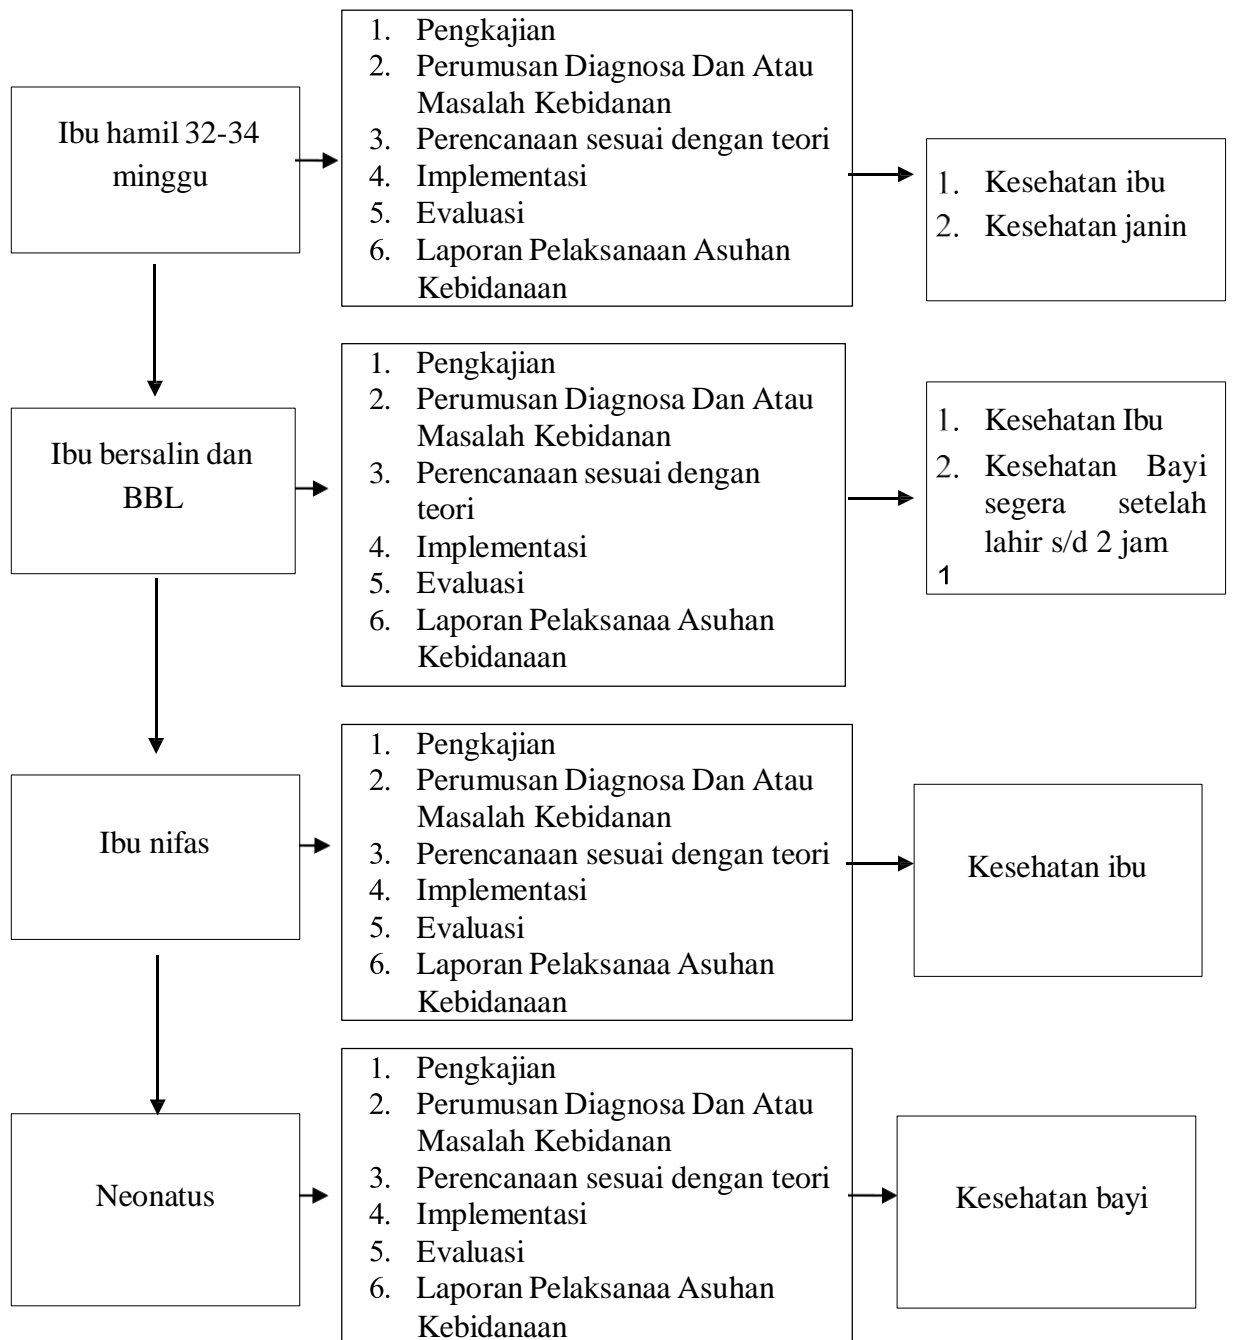 Ibu hamil 32-34
minggu
1. Pengkajian
2. Perumusan Diagnosa Dan Atau
Masalah Kebidanan
3. Perencanaan sesuai dengan teori
4. Implementasi
5. Evaluasi
6. Laporan Pelaksanaan Asuhan
Kebidanaan
1. Kesehatan ibu
2. Kesehatan janin
Ibu bersalin dan
BBL
1. Pengkajian
2. Perumusan Diagnosa Dan Atau
Masalah Kebidanan
3. Perencanaan sesuai dengan
teori
4. Implementasi
5. Evaluasi
6. Laporan Pelaksanaa Asuhan
Kebidanaan
1. Kesehatan Ibu
2. Kesehatan Bayi
segera setelah
lahir s/d 2 jam
1
Ibu nifas
1. Pengkajian
2. Perumusan Diagnosa Dan Atau
Masalah Kebidanan
3. Perencanaan sesuai dengan teori
4. Implementasi
5. Evaluasi
6. Laporan Pelaksanaa Asuhan
Kebidanaan
Kesehatan ibu
Neonatus
1. Pengkajian
2. Perumusan Diagnosa Dan Atau
Masalah Kebidanan
3. Perencanaan sesuai dengan teori
4. Implementasi
5. Evaluasi
6. Laporan Pelaksanaa Asuhan
Kebidanaan
Kesehatan bayi